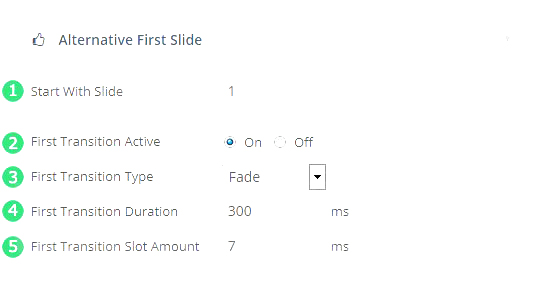 Alternative First Slide
1 Start With Slide 1
2 First Transition Active On Off
3 First Transition Type Fade
4 First Transition Duration 300 ms
5 First Transition Slot Amount 7 ms